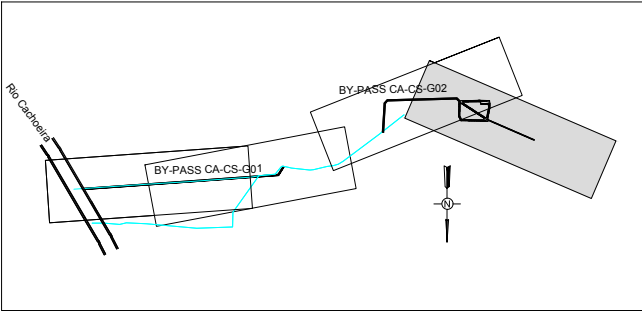 Rio Cachoeira
BY-PASS CA-CS-G02
BY-PASS CA-CS-G01
N